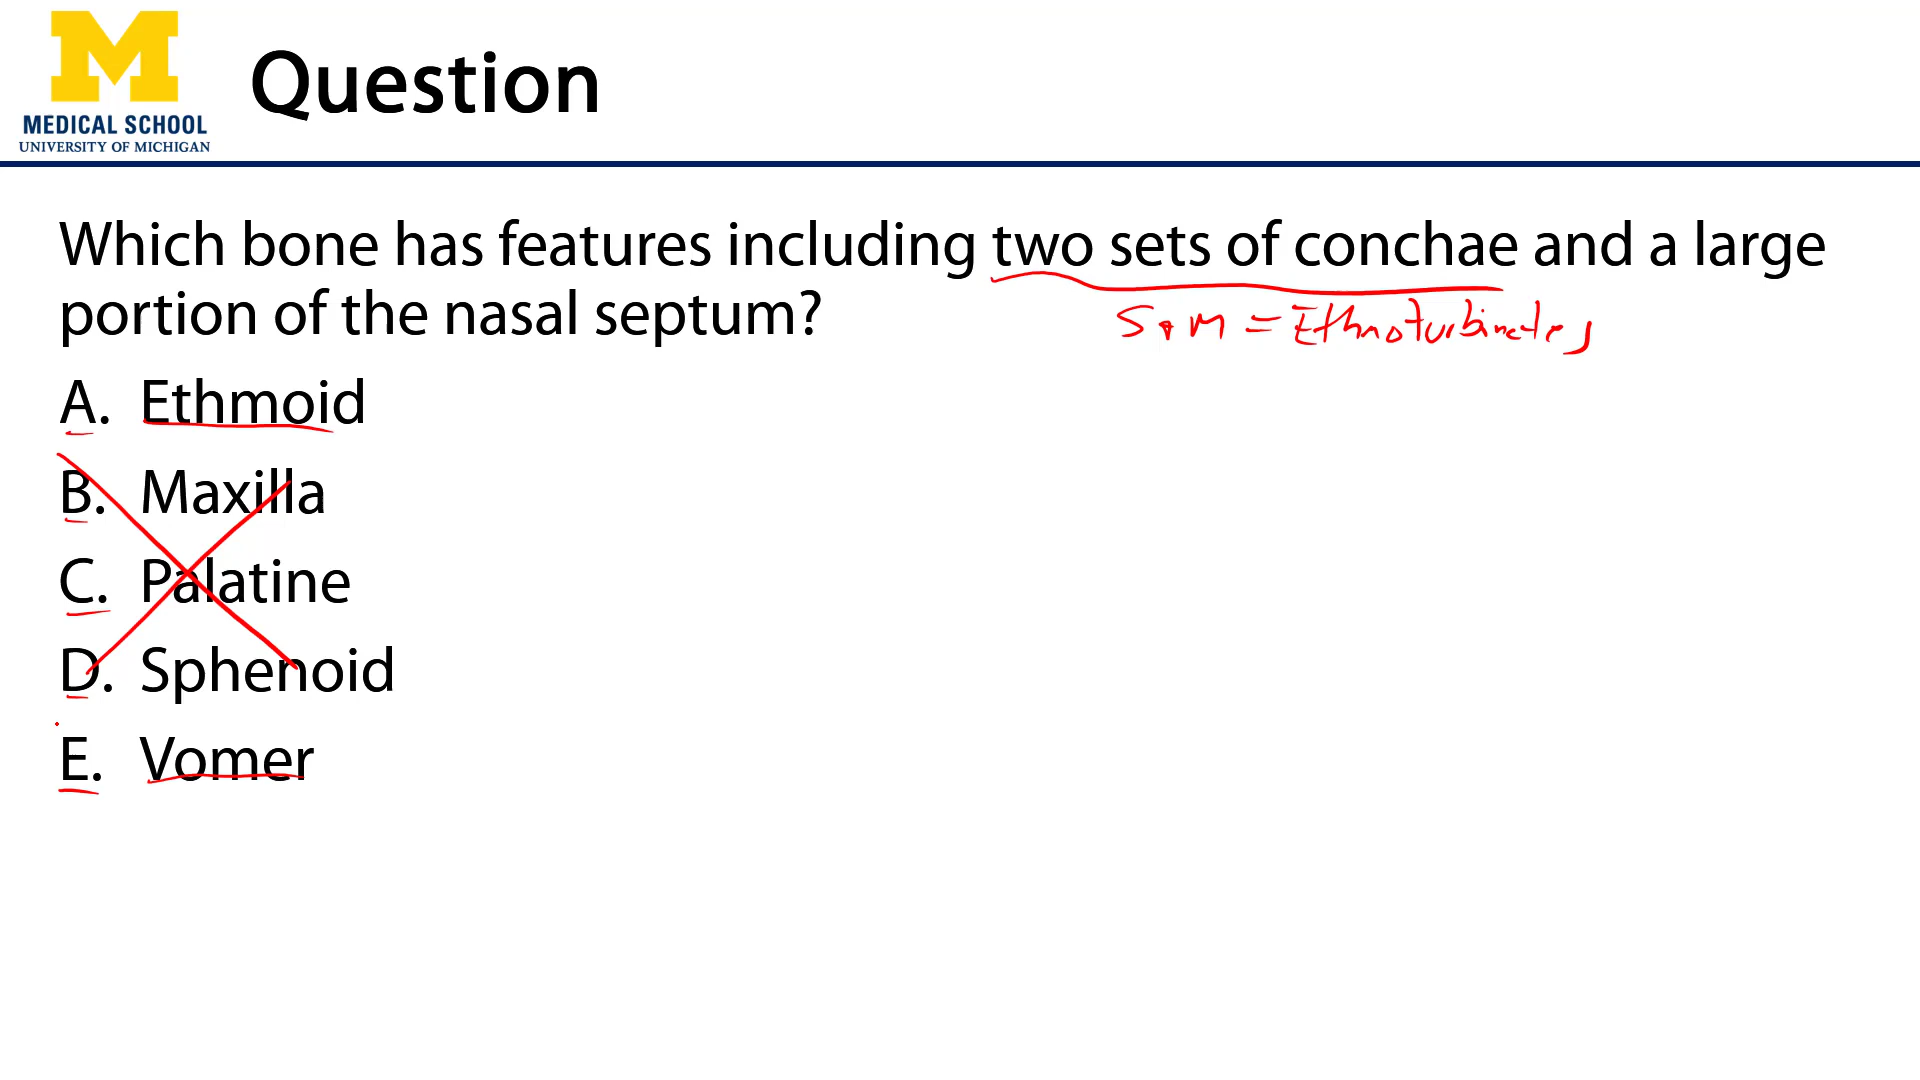 M
MEDICAL SCHOOL
UNIVERSITY OF MICHIGAN
Question
Which bone has features including two sets of conchae and a large
portion of the nasal septum?
S + M = Ethnoturbinates
A. Ethmoid
B. Maxilla
C. Palatine
D. Sphenoid
E. Vomer